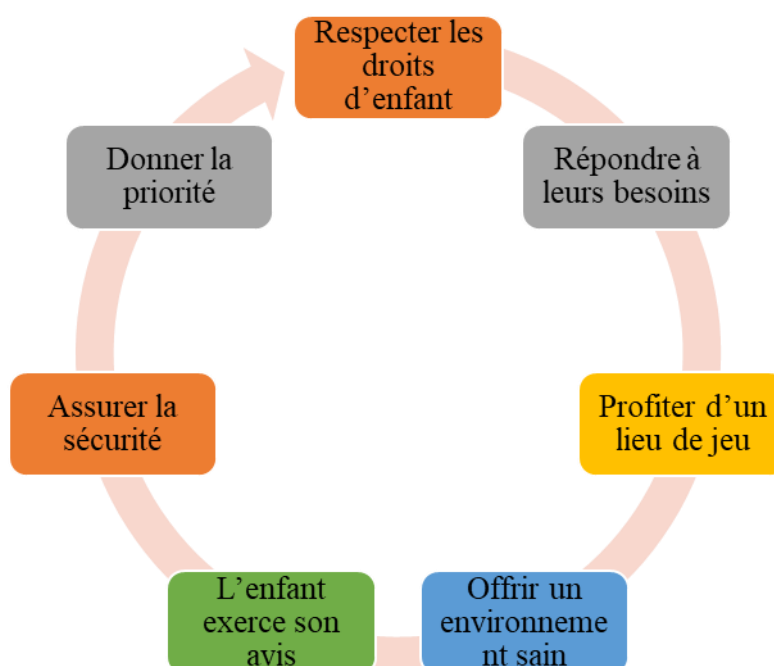 Respecter les
droits
d’enfant
Répondre à
leurs besoins
Profiter d’un
lieu de jeu
Offrir un
environneme
nt sain
L’enfant
exerce son
avis
Assurer la
sécurité
Donner la
priorité